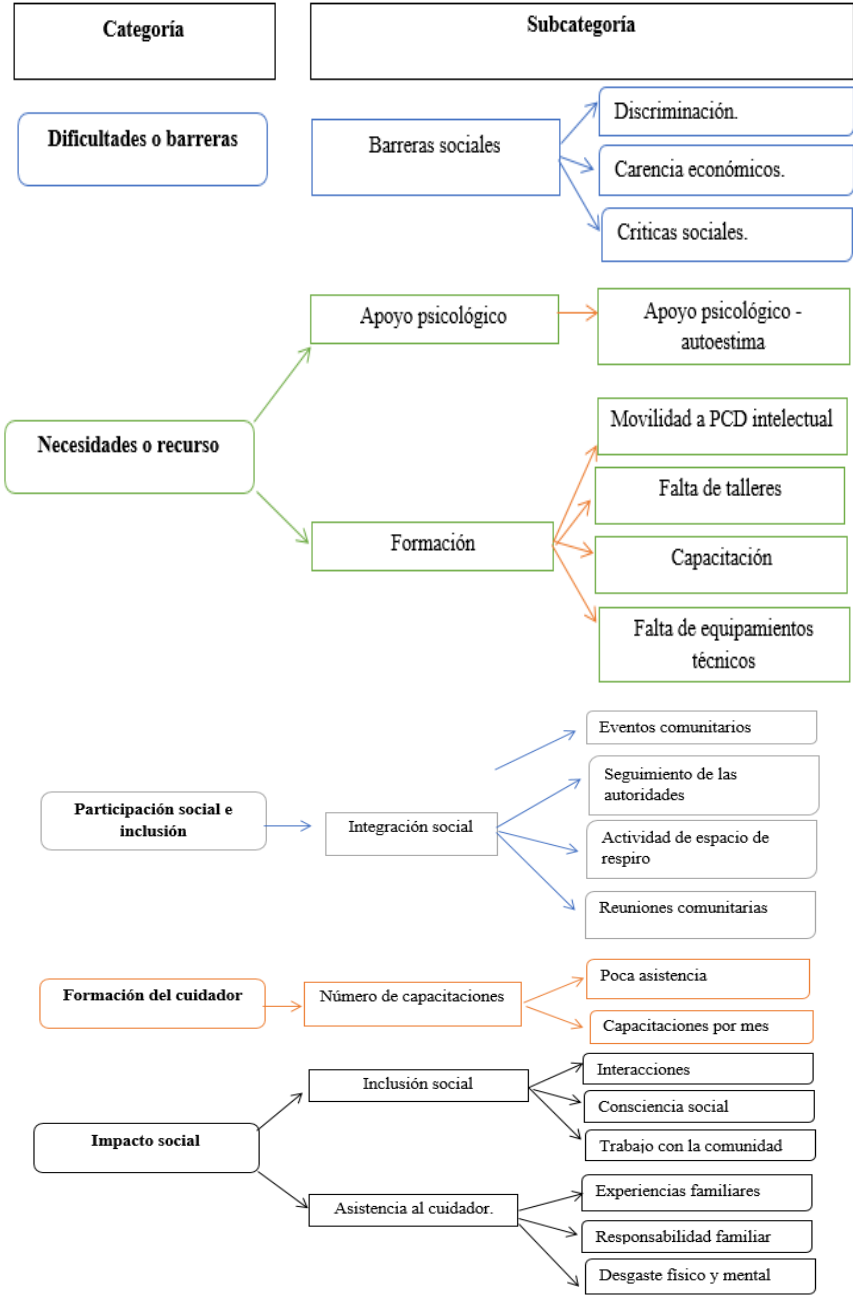 Categoría
Subcategoría
Dificultades o barreras
Barreras sociales
Discriminación.
Carencia económicos.
Criticas sociales.
Necesidades o recurso
Apoyo psicológico
Apoyo psicológico -
autoestima
Formación
Movilidad a PCD intelectual
Falta de talleres
Capacitación
Falta de equipamientos
técnicos
Participación social e
inclusión
Integración social
Eventos comunitarios
Seguimiento de las
autoridades
Actividad de espacio de
respiro
Reuniones comunitarias
Formación del cuidador
Número de capacitaciones
Poca asistencia
Capacitaciones por mes
Impacto social
Inclusión social
Interacciones
Consciencia social
Trabajo con la comunidad
Asistencia al cuidador.
Experiencias familiares
Responsabilidad familiar
Desgaste físico y mental